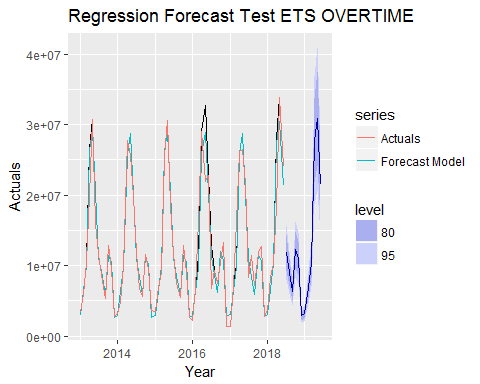 Regression Forecast Test ETS OVERTIME
4e+07
3e+07
2e+07
1e+07
0e+00
Actuals
2014
2016
2018
Year
series
Actuals
Forecast Model
level
80
95